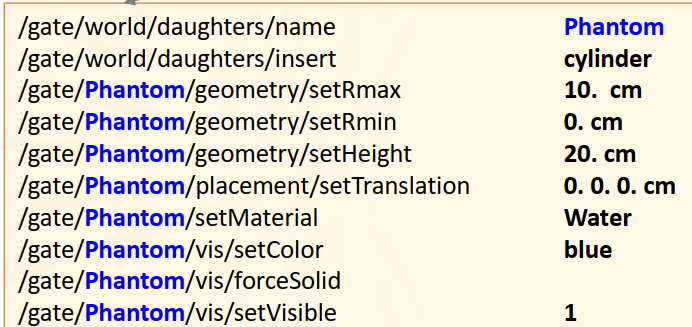 /gate/world/daughters/name Phantom
/gate/world/daughters/insert cylinder
/gate/Phantom/geometry/setRmax 10. cm
/gate/Phantom/geometry/setRmin 0. cm
/gate/Phantom/geometry/setHeight 20. cm
/gate/Phantom/placement/setTranslation 0. 0. 0. cm
/gate/Phantom/setMaterial Water
/gate/Phantom/vis/setColor blue
/gate/Phantom/vis/forceSolid
/gate/Phantom/vis/setVisible 1